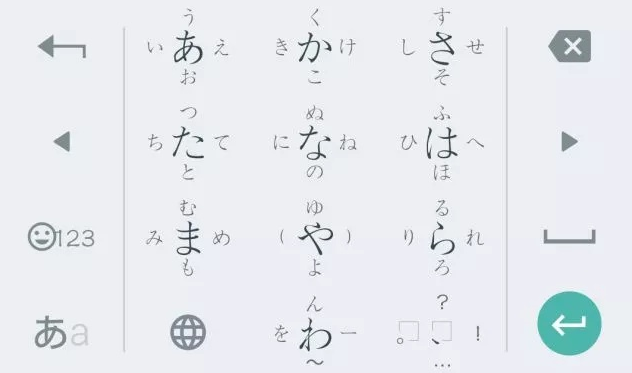 う く す
い あ え き か け し さ せ
お こ そ
つ ぬ ふ
ち た て に な ね ひ は へ
と の ほ
む ゆ る
123 み ま め ( や ) り ら れ
も よ ろ
ん ?
あa を わ ー 。 、 !
〜 …